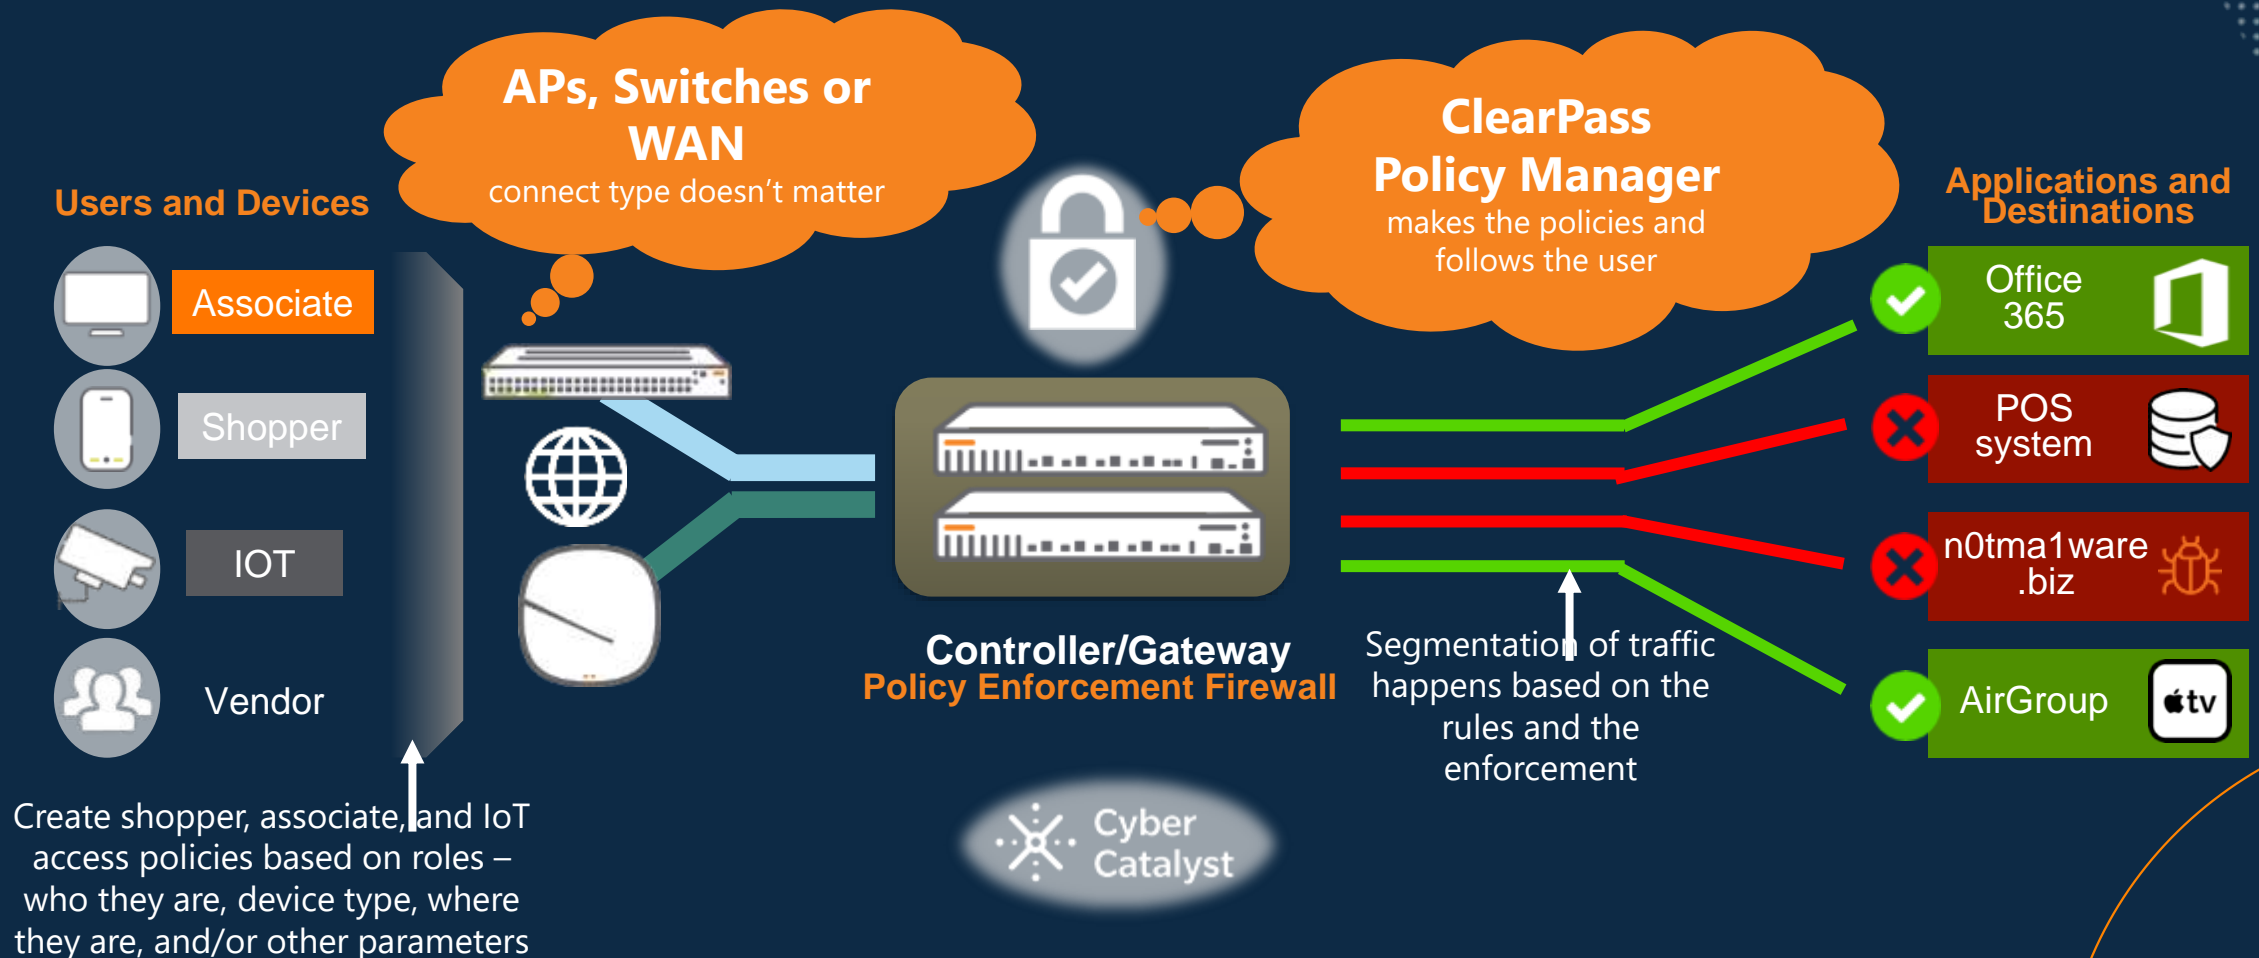 APs, Switches or
WAN
connect type doesn't matter
ClearPass
Policy Manager
makes the policies and
follows the user
Users and Devices
Associate
Shopper
IOT
Vendor
Create shopper, associate, and IoT
access policies based on roles –
who they are, device type, where
they are, and/or other parameters
Controller/Gateway
Policy Enforcement Firewall
Cyber
Catalyst
Segmentation of traffic
happens based on the
rules and the
enforcement
Applications and
Destinations
Office
365
POS
system
n0tma1ware
.biz
AirGroup
tv